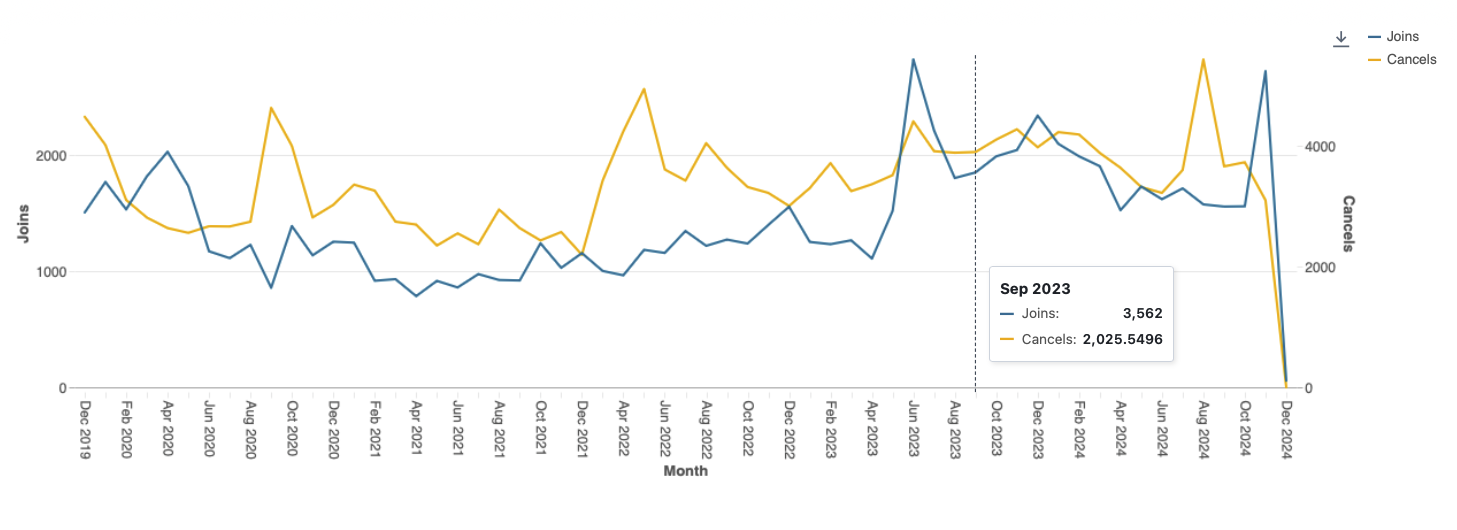 Joins
Cancels
2000
1000
0
Joins
4000
2000
0
Cancels
Sep 2023
Joins: 3,562
Cancels: 2,025.5496
Dec 2019
Feb 2020
Apr 2020
Jun 2020
Aug 2020
Oct 2020
Dec 2020
Feb 2021
Apr 2021
Jun 2021
Aug 2021
Oct 2021
Dec 2021
Feb 2022
Apr 2022
Jun 2022
Aug 2022
Oct 2022
Dec 2022
Feb 2023
Apr 2023
Jun 2023
Aug 2023
Oct 2023
Dec 2023
Feb 2024
Apr 2024
Jun 2024
Aug 2024
Oct 2024
Dec 2024
Month